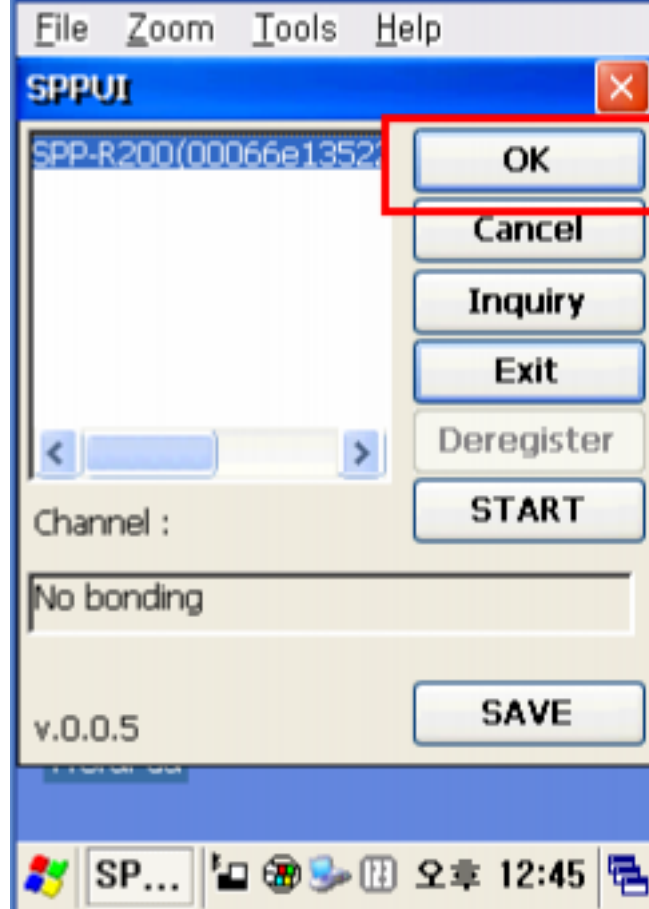 File Zoom Tools Help
SPPUI
SPP-R200(00066e13522
OK
Cancel
Inquiry
Exit
Deregister
START
Channel :
No bonding
v.0.0.5
SAVE
SP...
오후 12:45